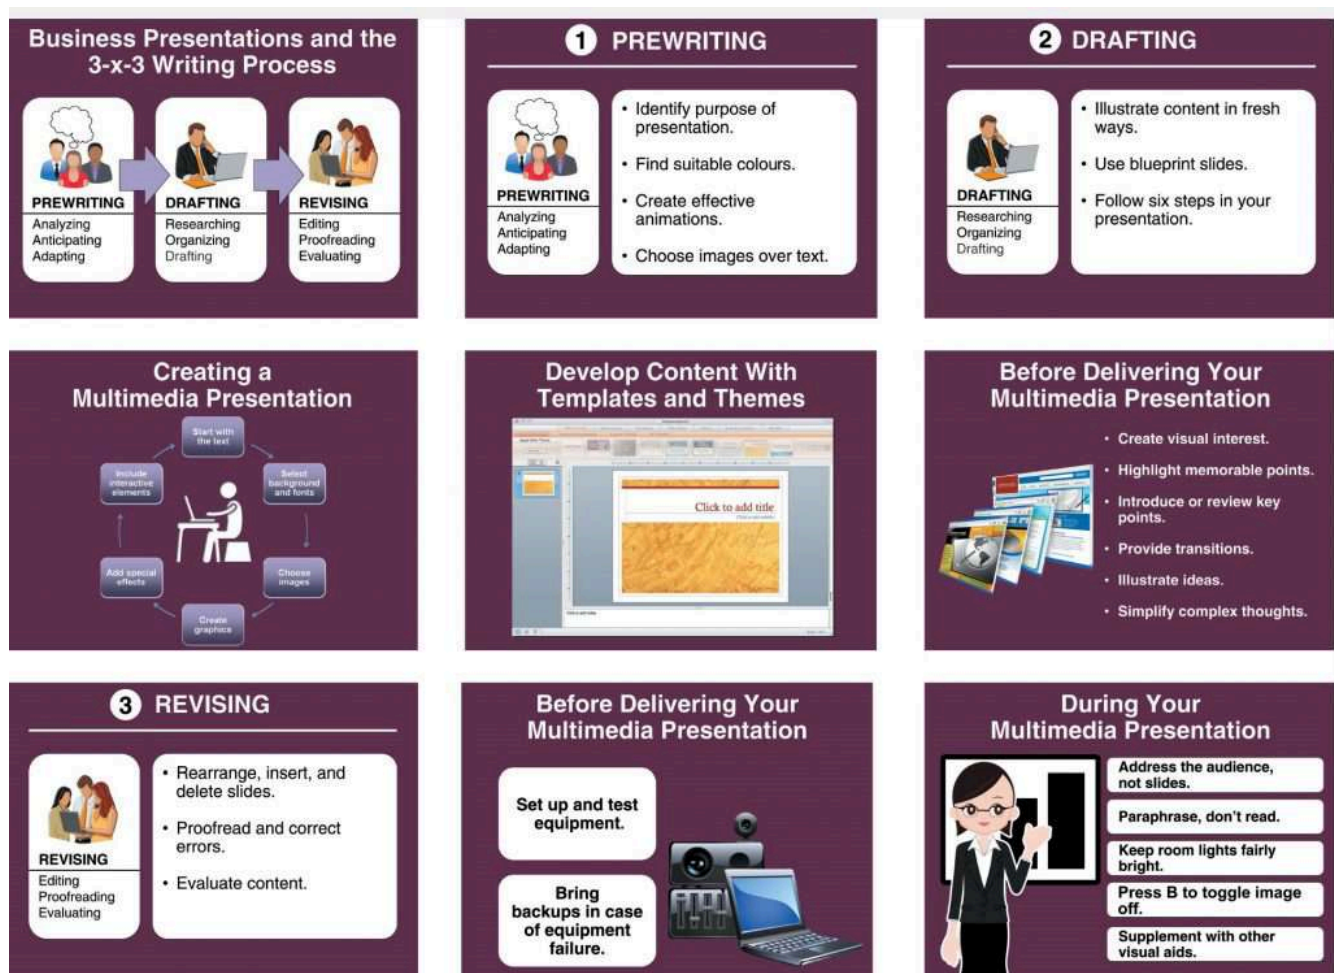 Business Presentations and the
3-x-3 Writing Process
PREWRITING
Analyzing
Anticipating
Adapting
DRAFTING
Researching
Organizing
Drafting
REVISING
Editing
Proofreading
Evaluating
1 PREWRITING
PREWRITING
Analyzing
Anticipating
Adapting
• Identify purpose of
presentation.
• Find suitable colours.
• Create effective
animations.
• Choose images over text.
2 DRAFTING
DRAFTING
Researching
Organizing
Drafting
• Illustrate content in fresh
ways.
• Use blueprint slides.
• Follow six steps in your
presentation.
Creating a
Multimedia Presentation
Start with
the text
Select
background
and fonts
Choose
images
Create
graphics
Add special
effects
Include
interactive
elements
Develop Content With
Templates and Themes
Click to add title
Before Delivering Your
Multimedia Presentation
• Create visual interest.
• Highlight memorable points.
• Introduce or review key
points.
• Provide transitions.
• Illustrate ideas.
• Simplify complex thoughts.
3 REVISING
REVISING
Editing
Proofreading
Evaluating
• Rearrange, insert, and
delete slides.
• Proofread and correct
errors.
• Evaluate content.
Before Delivering Your
Multimedia Presentation
Set up and test
equipment.
Bring
backups in case
of equipment
failure.
During Your
Multimedia Presentation
Address the audience,
not slides.
Paraphrase, don't read.
Keep room lights fairly
bright.
Press B to toggle image
off.
Supplement with other
visual aids.